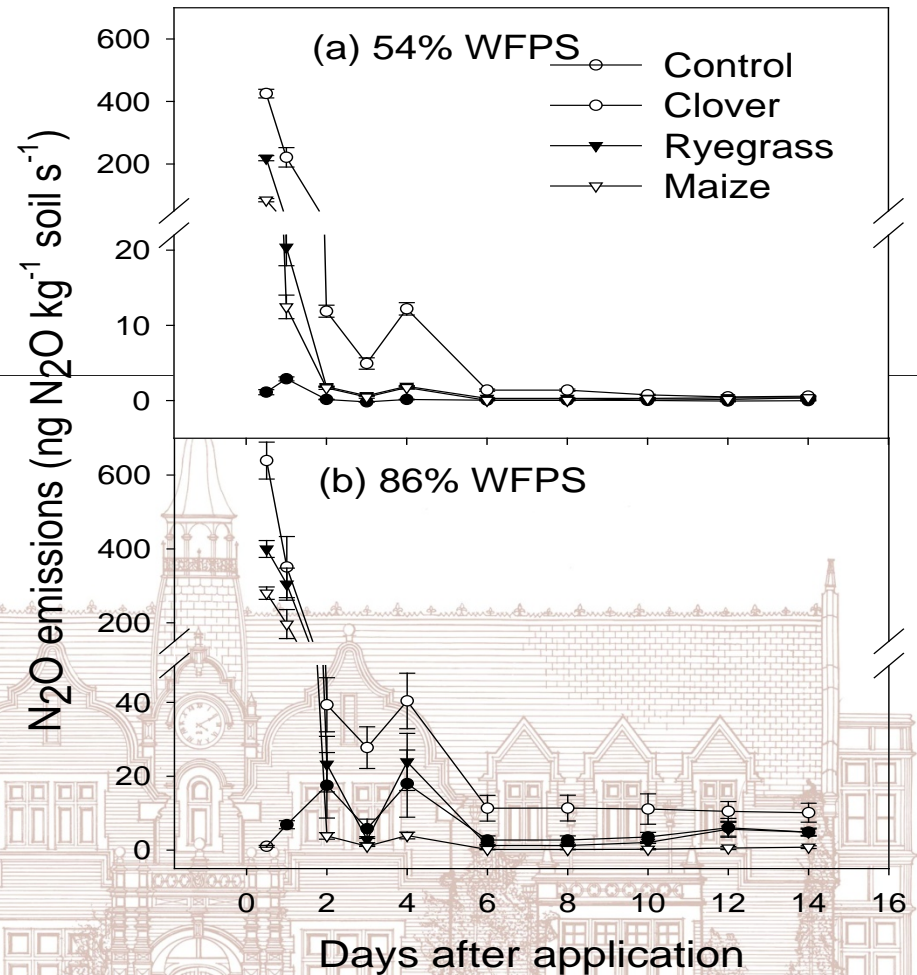 (a) 54% WFPS
Control
Clover
Ryegrass
Maize
600
400
200
20
10
0
(b) 86% WFPS
600
400
200
40
20
0
0 2 4 6 8 10 12 14 16
Days after application
N₂O emissions (ng N₂O kg⁻¹ soil s⁻¹)